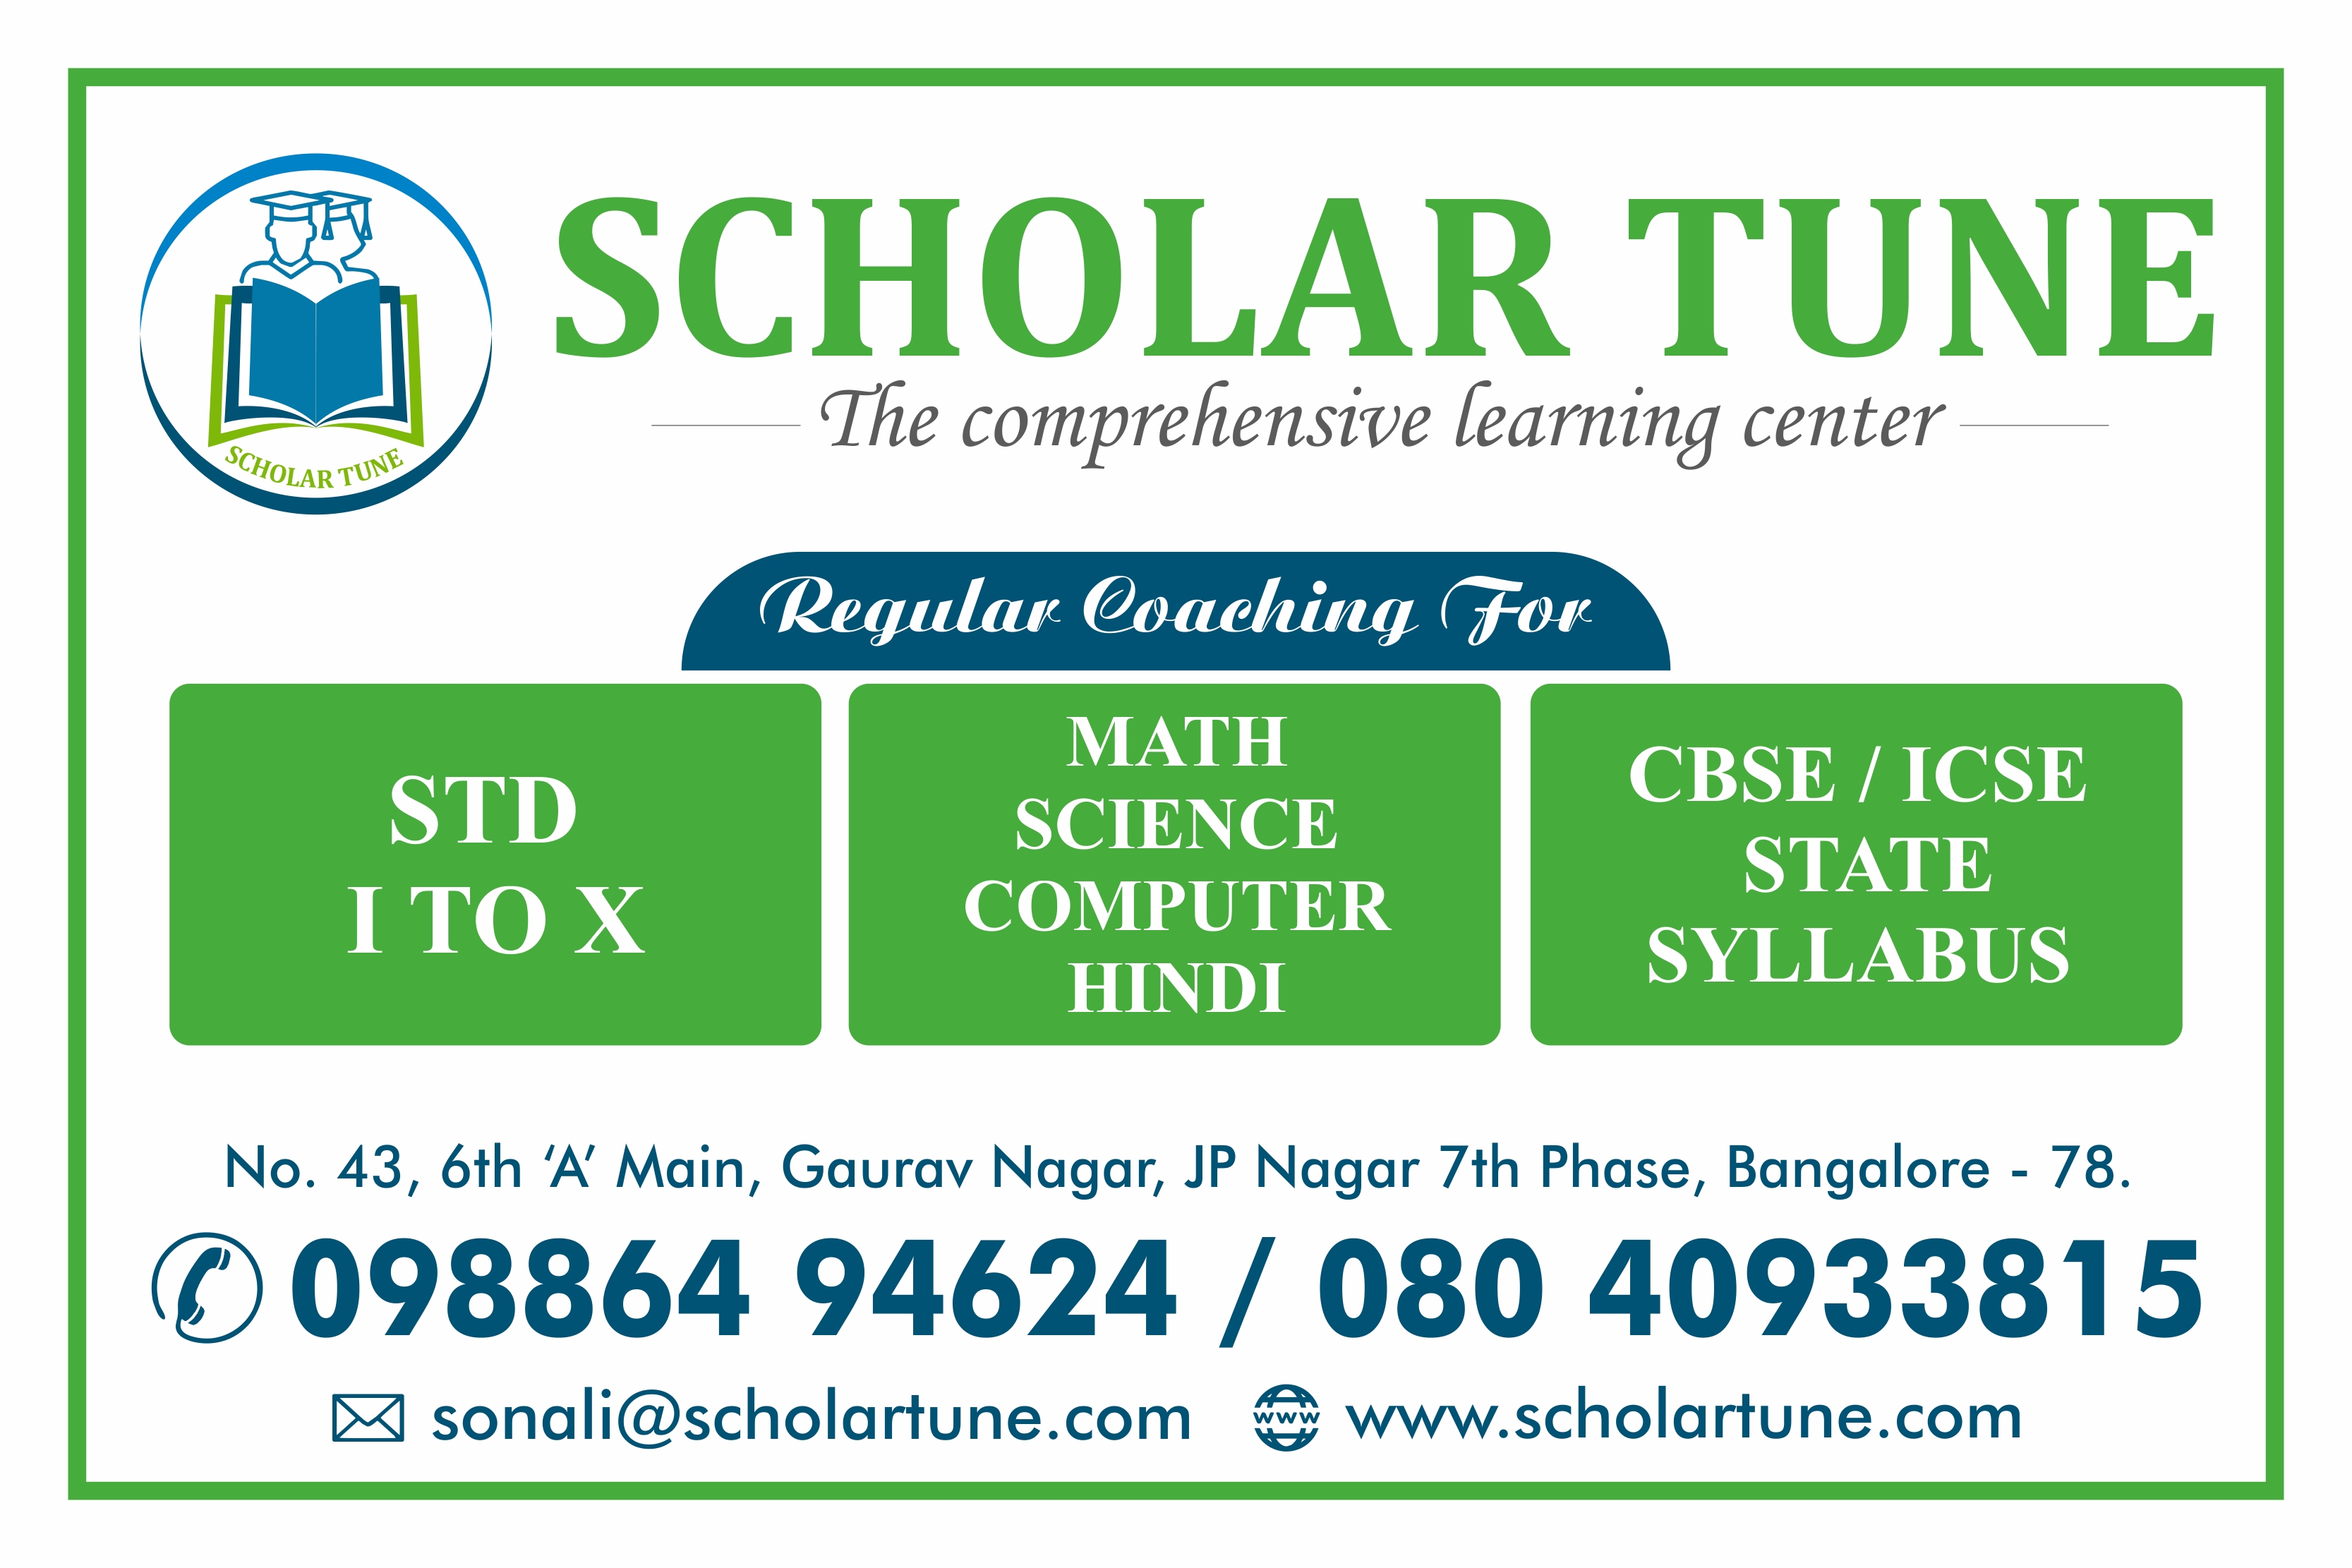 SCHOLAR TUNE
The comprehensive learning center
SCHOLAR TUNE
Regular Coaching For
STD
I TO X
MATH
SCIENCE
COMPUTER
HINDI
CBSE / ICSE
STATE
SYLLABUS
No. 43, 6th 'A' Main, Gaurav Nagar, JP Nagar 7th Phase, Bangalore - 78.
098864 94624 / 080 40933815
sonali@scholartune.com
www
www.scholartune.com